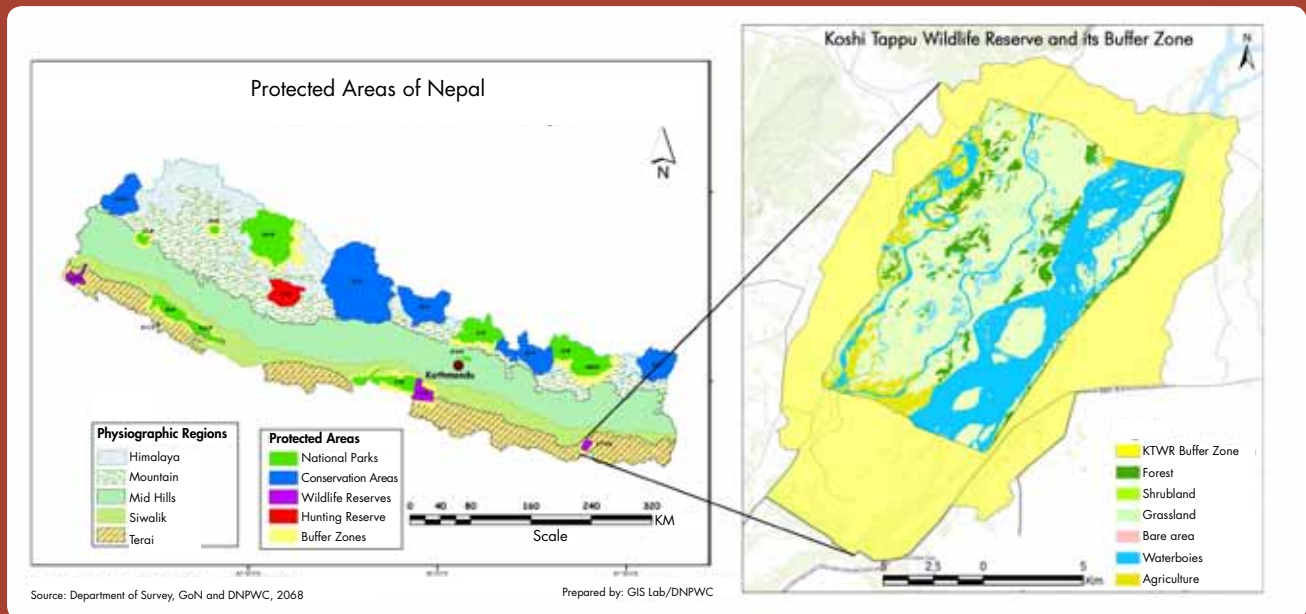 Protected Areas of Nepal
N
Kathmandu
Physiographic Regions
Himalaya
Mountain
Mid Hills
Siwalik
Terai
Protected Areas
National Parks
Conservation Areas
Wildlife Reserves
Hunting Reserve
Buffer Zones
0 40 80 160 240 320
KM
Scale
Source: Department of Survey, GoN and DNPWC, 2068
Prepared by: GIS Lab/DNPWC
Koshi Tappu Wildlife Reserve and its Buffer Zone
N
KTWR Buffer Zone
Forest
Shrubland
Grassland
Bare area
Waterboies
Agriculture
5 2.5 0 5
Km